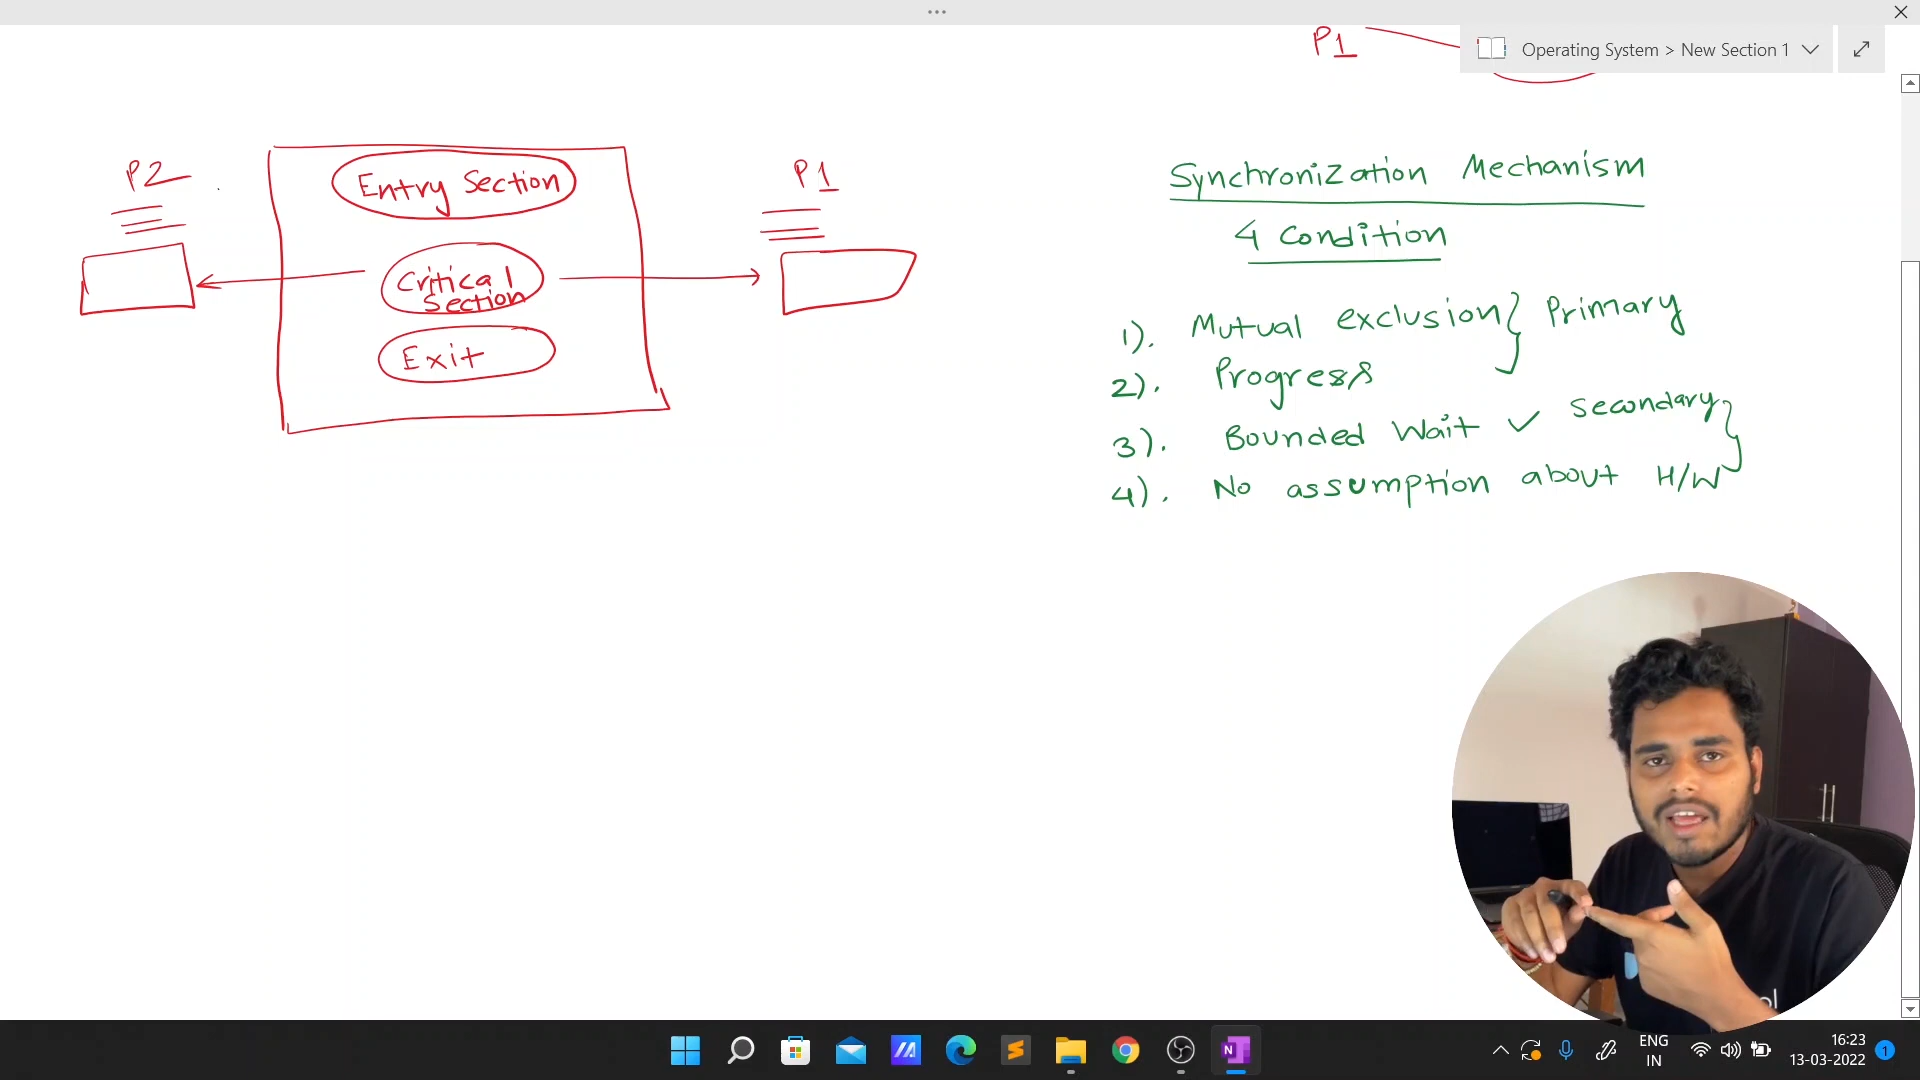 P1
Operating System > New Section 1
P2
Entry Section
Critical
Section
Exit
P1
Synchronization Mechanism
4 Condition
1). Mutual exclusion } Primary
2). Progress
3). Bounded Wait ✓ Secondary }
4). No assumption about H/W
ENG
IN
16:23
13-03-2022
1